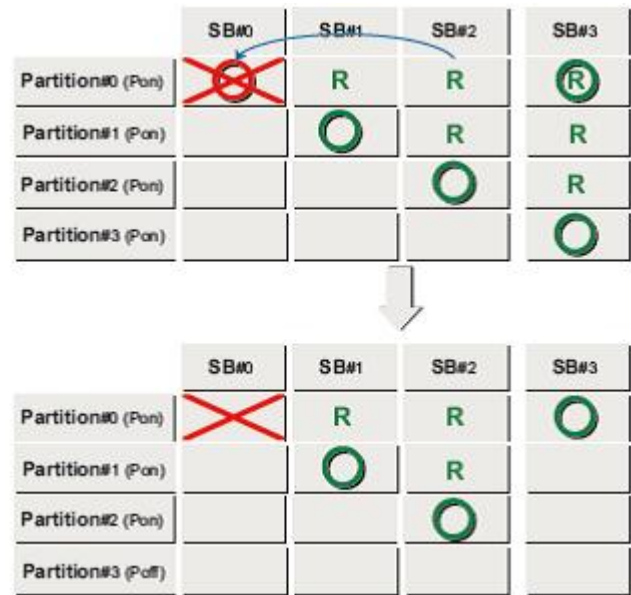 SB#0 SB#1 SB#2 SB#3
Partition#0 (Pon) R R R
Partition#1 (Pon) R R
Partition#2 (Pon) R
Partition#3 (Pon)
SB#0 SB#1 SB#2 SB#3
Partition#0 (Pon) R R
Partition#1 (Pon) R
Partition#2 (Pon)
Partition#3 (Poff)